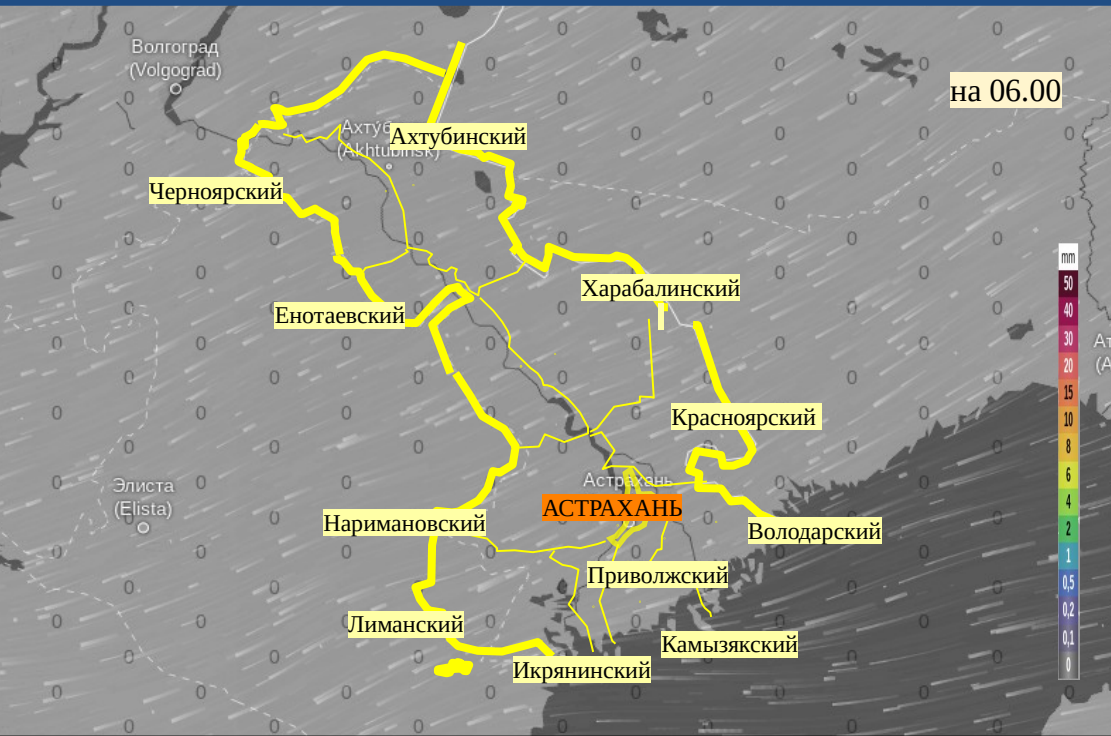 Волгоград
(Volgograd)
на 06.00
Ахтубинский
(Akhtubinsk)
Черноярский
Харабалинский
Енотаевский
Красноярский
Элиста
(Elista)
Астрахань
АСТРАХАНЬ
Наримановский
Володарский
Приволжский
Лиманский
Камызякский
Икрянинский
mm
50
40
30
20
15
10
8
6
4
2
1
0,5
0,2
0,1
0